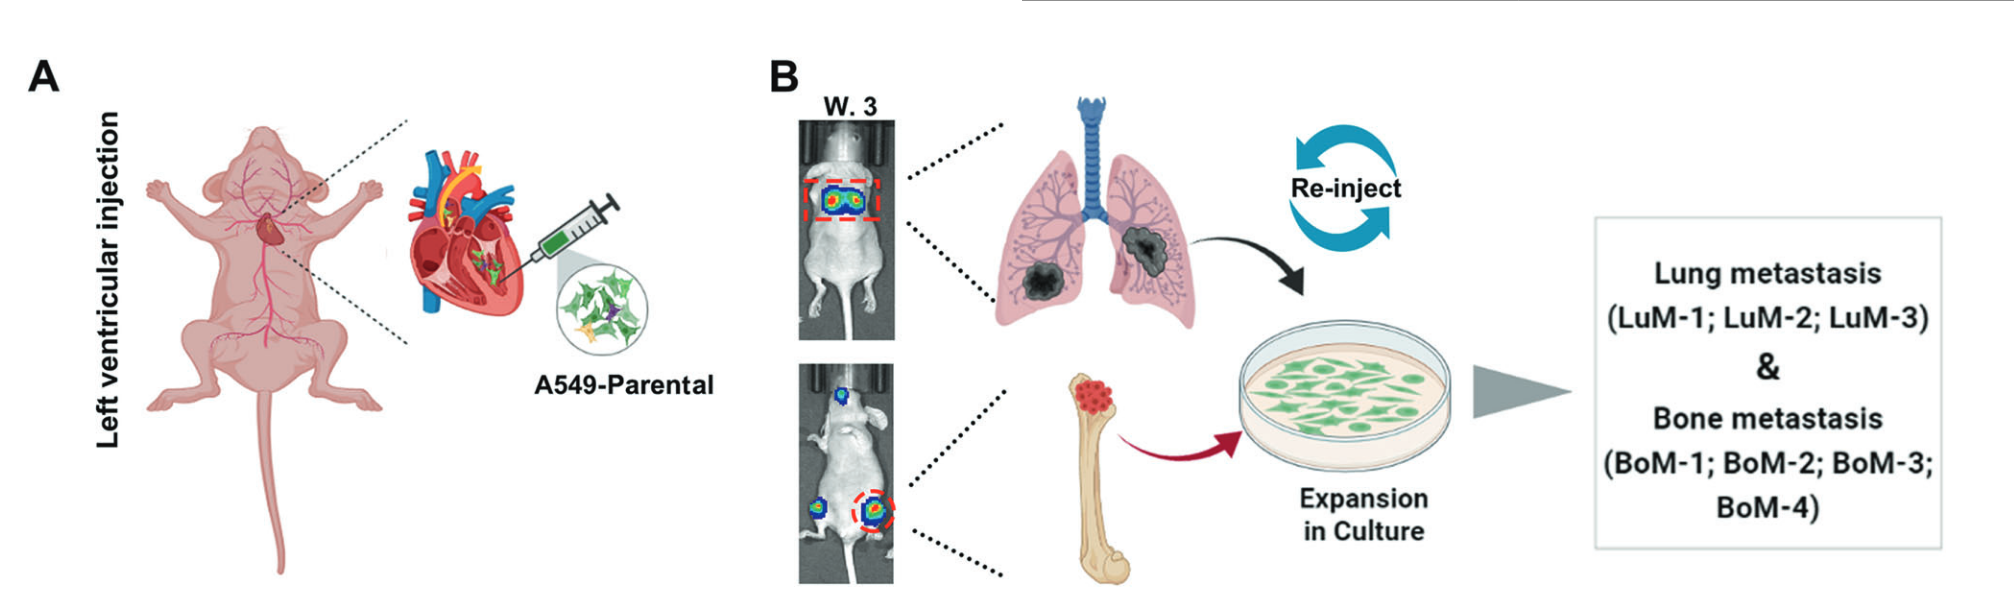 A
Left ventricular injection
A549-Parental
B
W. 3
Re-inject
Expansion
in Culture
Lung metastasis
(LuM-1; LuM-2; LuM-3)
&
Bone metastasis
(BoM-1; BoM-2; BoM-3;
BoM-4)